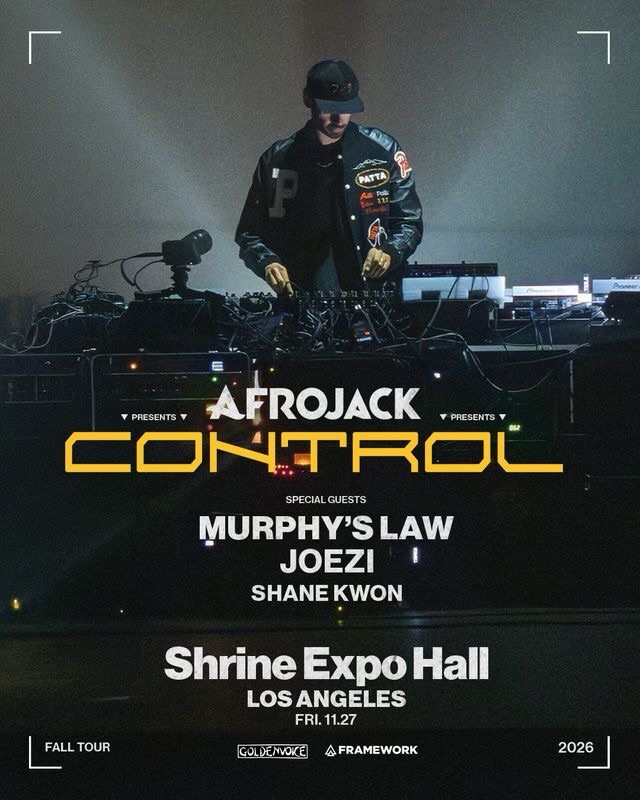 P
PATTA
Pioneer
AFROJACK
▼ PRESENTS ▼
▼ PRESENTS ▼
CONTROL
SPECIAL GUESTS
MURPHY'S LAW
JOEZI
SHANE KWON
Shrine Expo Hall
LOS ANGELES
FRI. 11.27
FALL TOUR
GOLDENVOICE
FRAMEWORK
2026